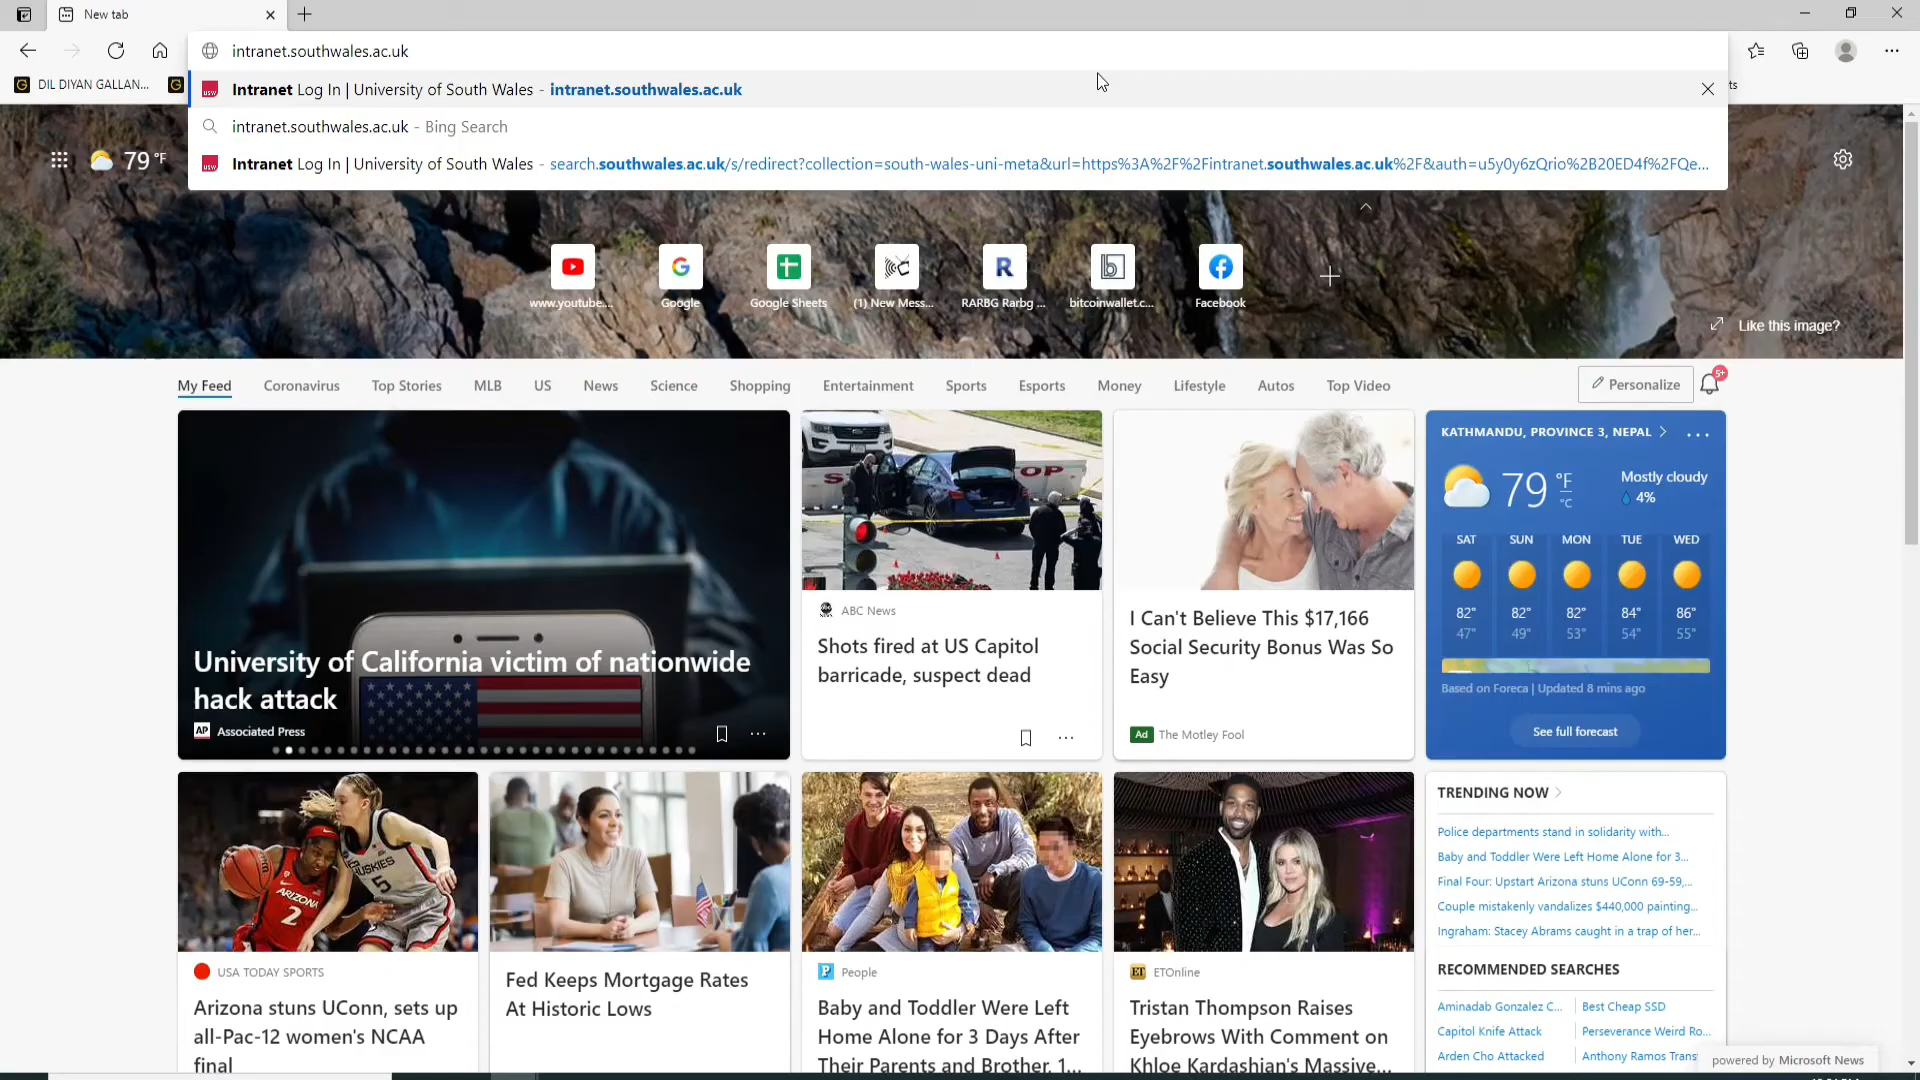 New tab
intranet.southwales.ac.uk
DIL DIYAN GALLAN...
ts
Intranet Log In | University of South Wales - intranet.southwales.ac.uk
intranet.southwales.ac.uk - Bing Search
Intranet Log In | University of South Wales - search.southwales.ac.uk/s/redirect?collection=south-wales-uni-meta&url=https%3A%2F%2Fintranet.southwales.ac.uk%2F&auth=u5y0y6zQrio%2B20ED4f%2FQe...
79 °F
www.youtube....
Google
Google Sheets
(1) New Mess...
RARBG Rarbg ...
bitcoinwallet.c...
Facebook
Like this image?
My Feed
Coronavirus
Top Stories
MLB
US
News
Science
Shopping
Entertainment
Sports
Esports
Money
Lifestyle
Autos
Top Video
Personalize
5+
University of California victim of nationwide
hack attack
AP Associated Press
STOP
ABC News
Shots fired at US Capitol
barricade, suspect dead
I Can't Believe This $17,166
Social Security Bonus Was So
Easy
Ad The Motley Fool
KATHMANDU, PROVINCE 3, NEPAL
79 °F
°C
Mostly cloudy
4%
SAT SUN MON TUE WED
82° 82° 82° 84° 86°
47° 49° 53° 54° 55°
Based on Foreca | Updated 8 mins ago
See full forecast
ARIZONA
2
HUSKIES
5
USA TODAY SPORTS
Arizona stuns UConn, sets up
all-Pac-12 women's NCAA
final
Fed Keeps Mortgage Rates
At Historic Lows
P People
Baby and Toddler Were Left
Home Alone for 3 Days After
Their Parents and Brother, 1...
ET ETOnline
Tristan Thompson Raises
Eyebrows With Comment on
Khloe Kardashian's Massive...
TRENDING NOW
Police departments stand in solidarity with...
Baby and Toddler Were Left Home Alone for 3...
Final Four: Upstart Arizona stuns UConn 69-59,...
Couple mistakenly vandalizes $440,000 painting...
Ingraham: Stacey Abrams caught in a trap of her...
RECOMMENDED SEARCHES
Aminadab Gonzalez C...
Best Cheap SSD
Capitol Knife Attack
Perseverance Weird Ro...
Arden Cho Attacked
Anthony Ramos Trans
powered by Microsoft News